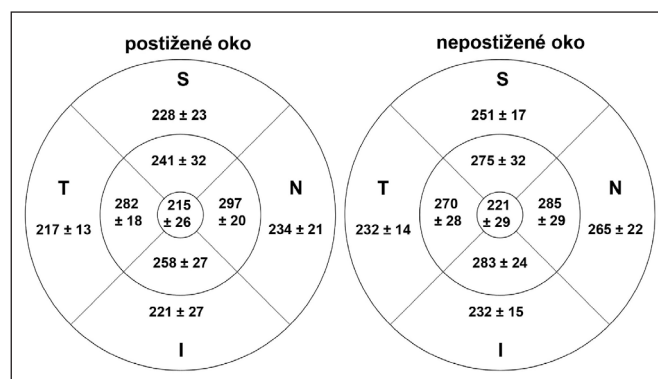 postižené oko
S
228 ± 23
241 ± 32
T
217 ± 13
282
± 18
215
± 26
297
± 20
N
234 ± 21
258 ± 27
221 ± 27
I
nepostižené oko
S
251 ± 17
275 ± 32
T
232 ± 14
270
± 28
221
± 29
285
± 29
N
265 ± 22
283 ± 24
232 ± 15
I